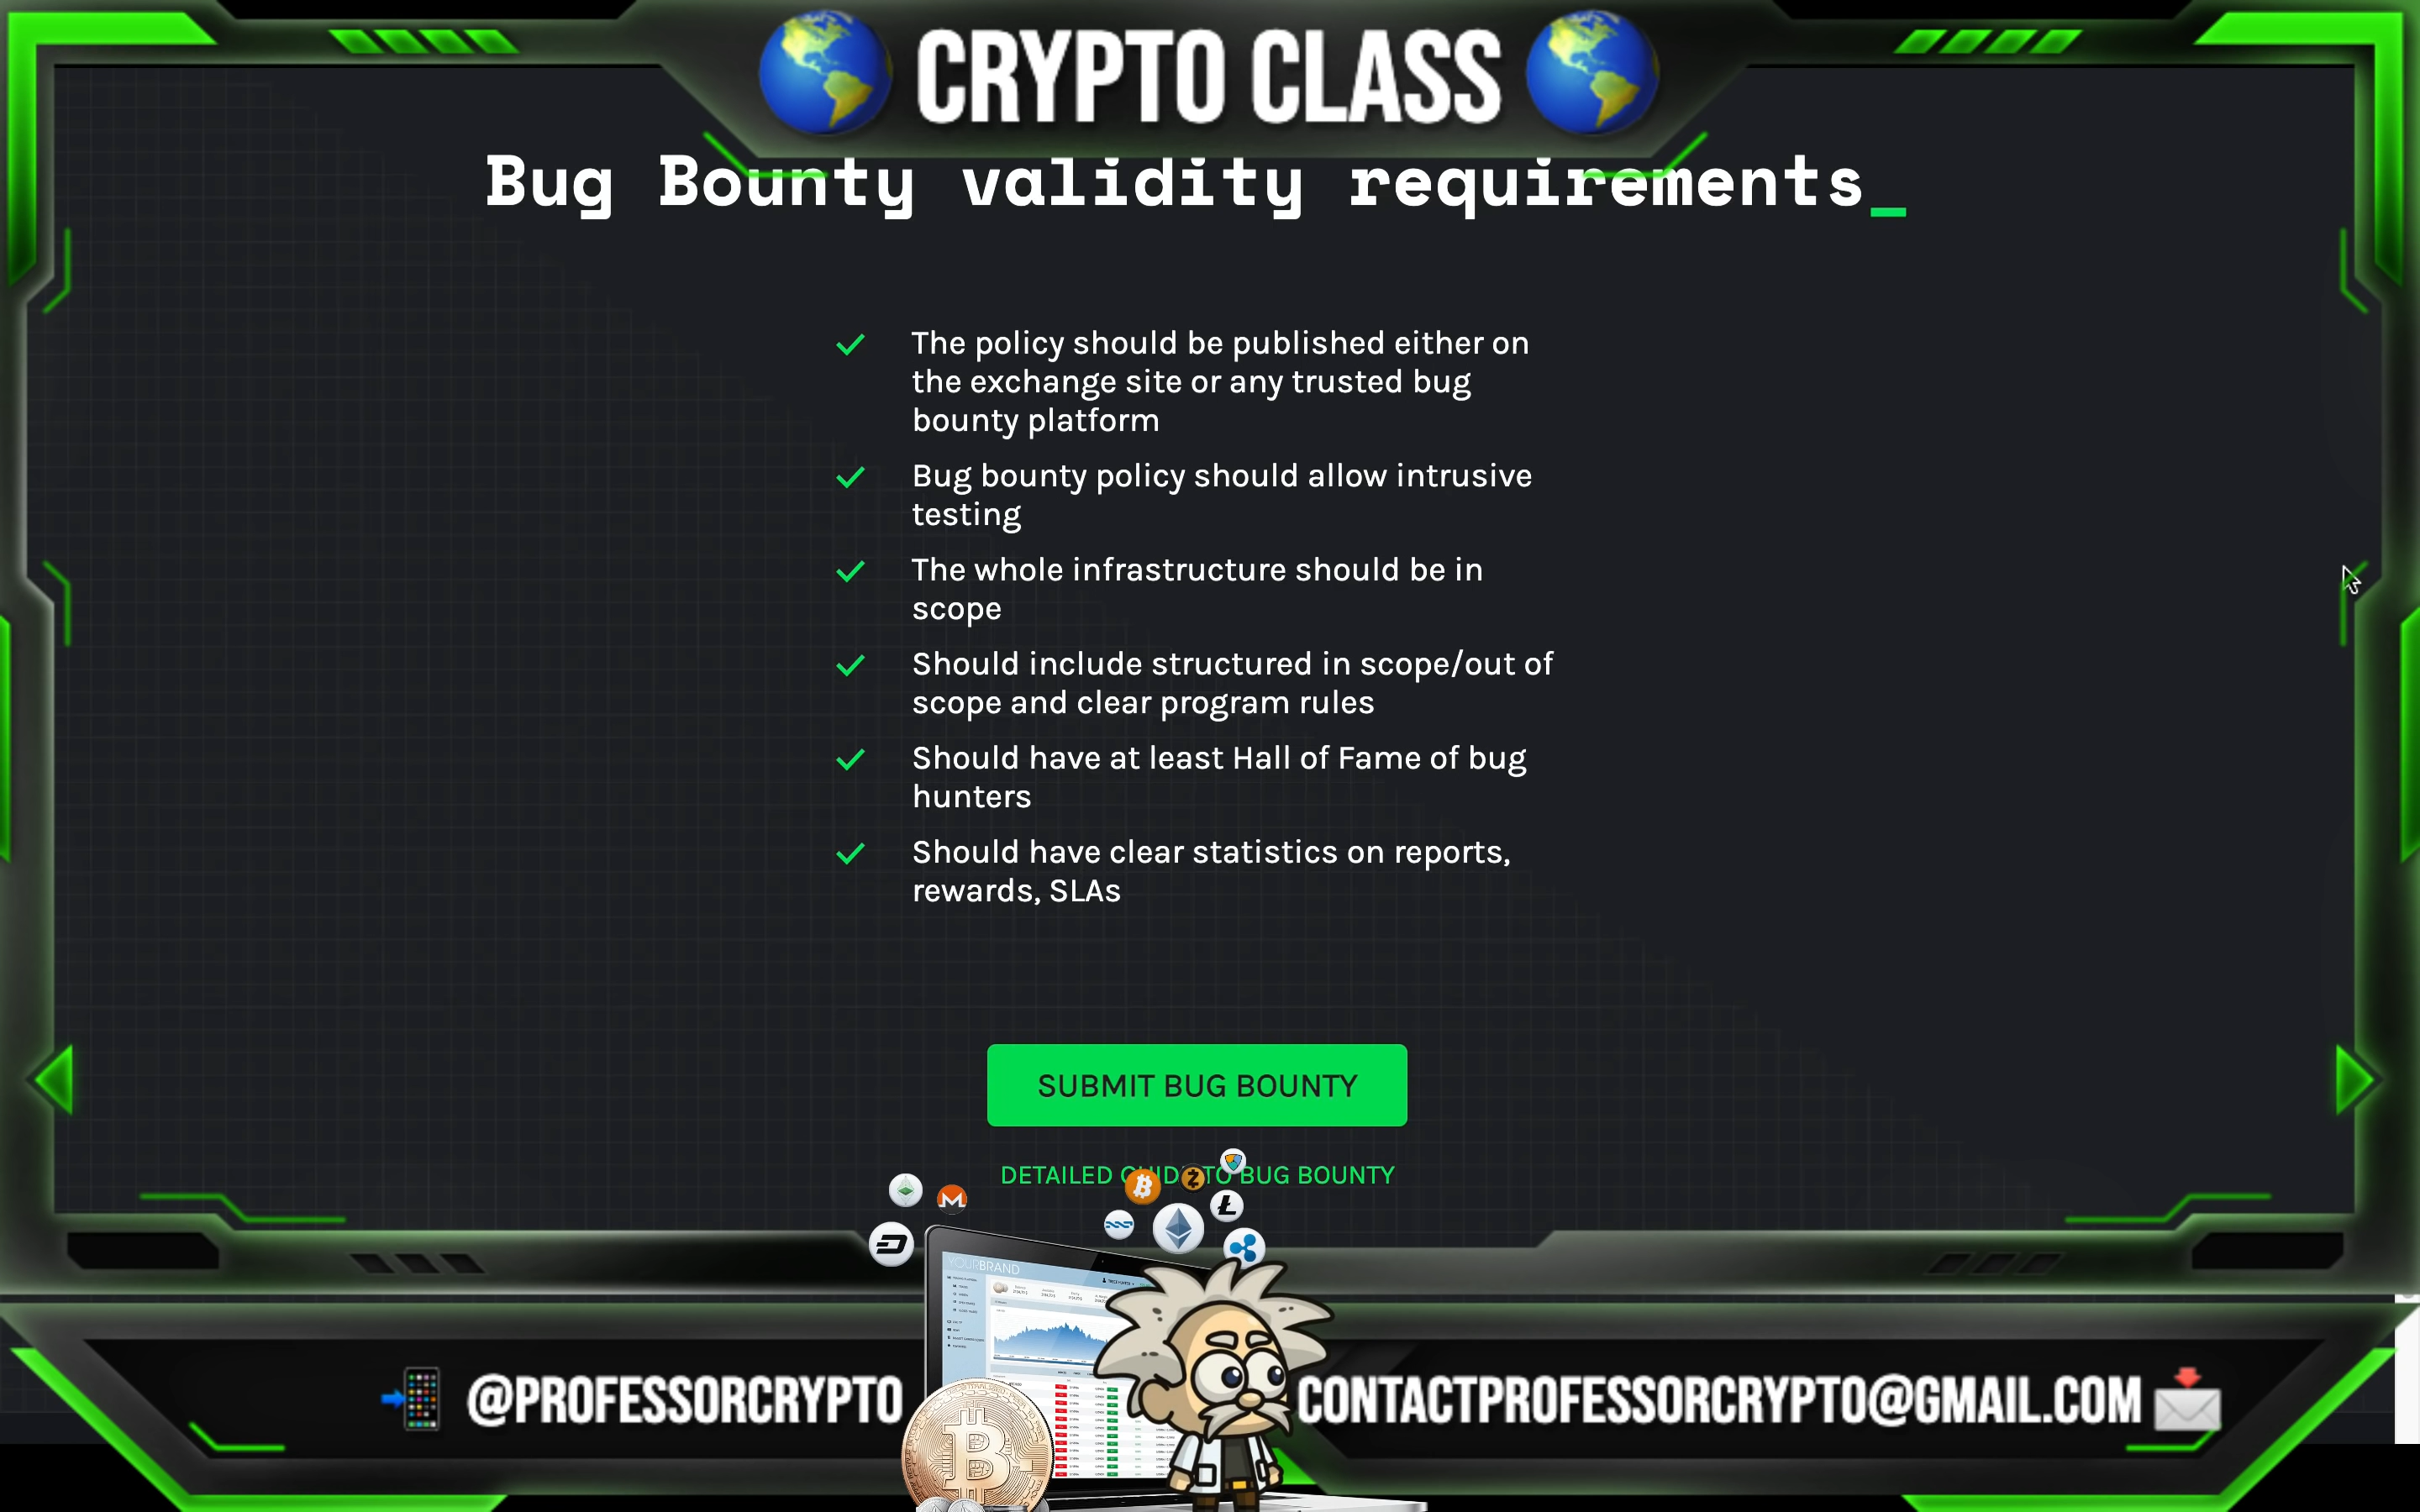 CRYPTO CLASS
Bug Bounty validity requirements_
The policy should be published either on
the exchange site or any trusted bug
bounty platform
Bug bounty policy should allow intrusive
testing
The whole infrastructure should be in
scope
Should include structured in scope/out of
scope and clear program rules
Should have at least Hall of Fame of bug
hunters
Should have clear statistics on reports,
rewards, SLAs
SUBMIT BUG BOUNTY
DETAILED GUIDE TO BUG BOUNTY
YOURBRAND
@PROFESSORCRYPTO
CONTACTPROFESSORCRYPTO@GMAIL.COM